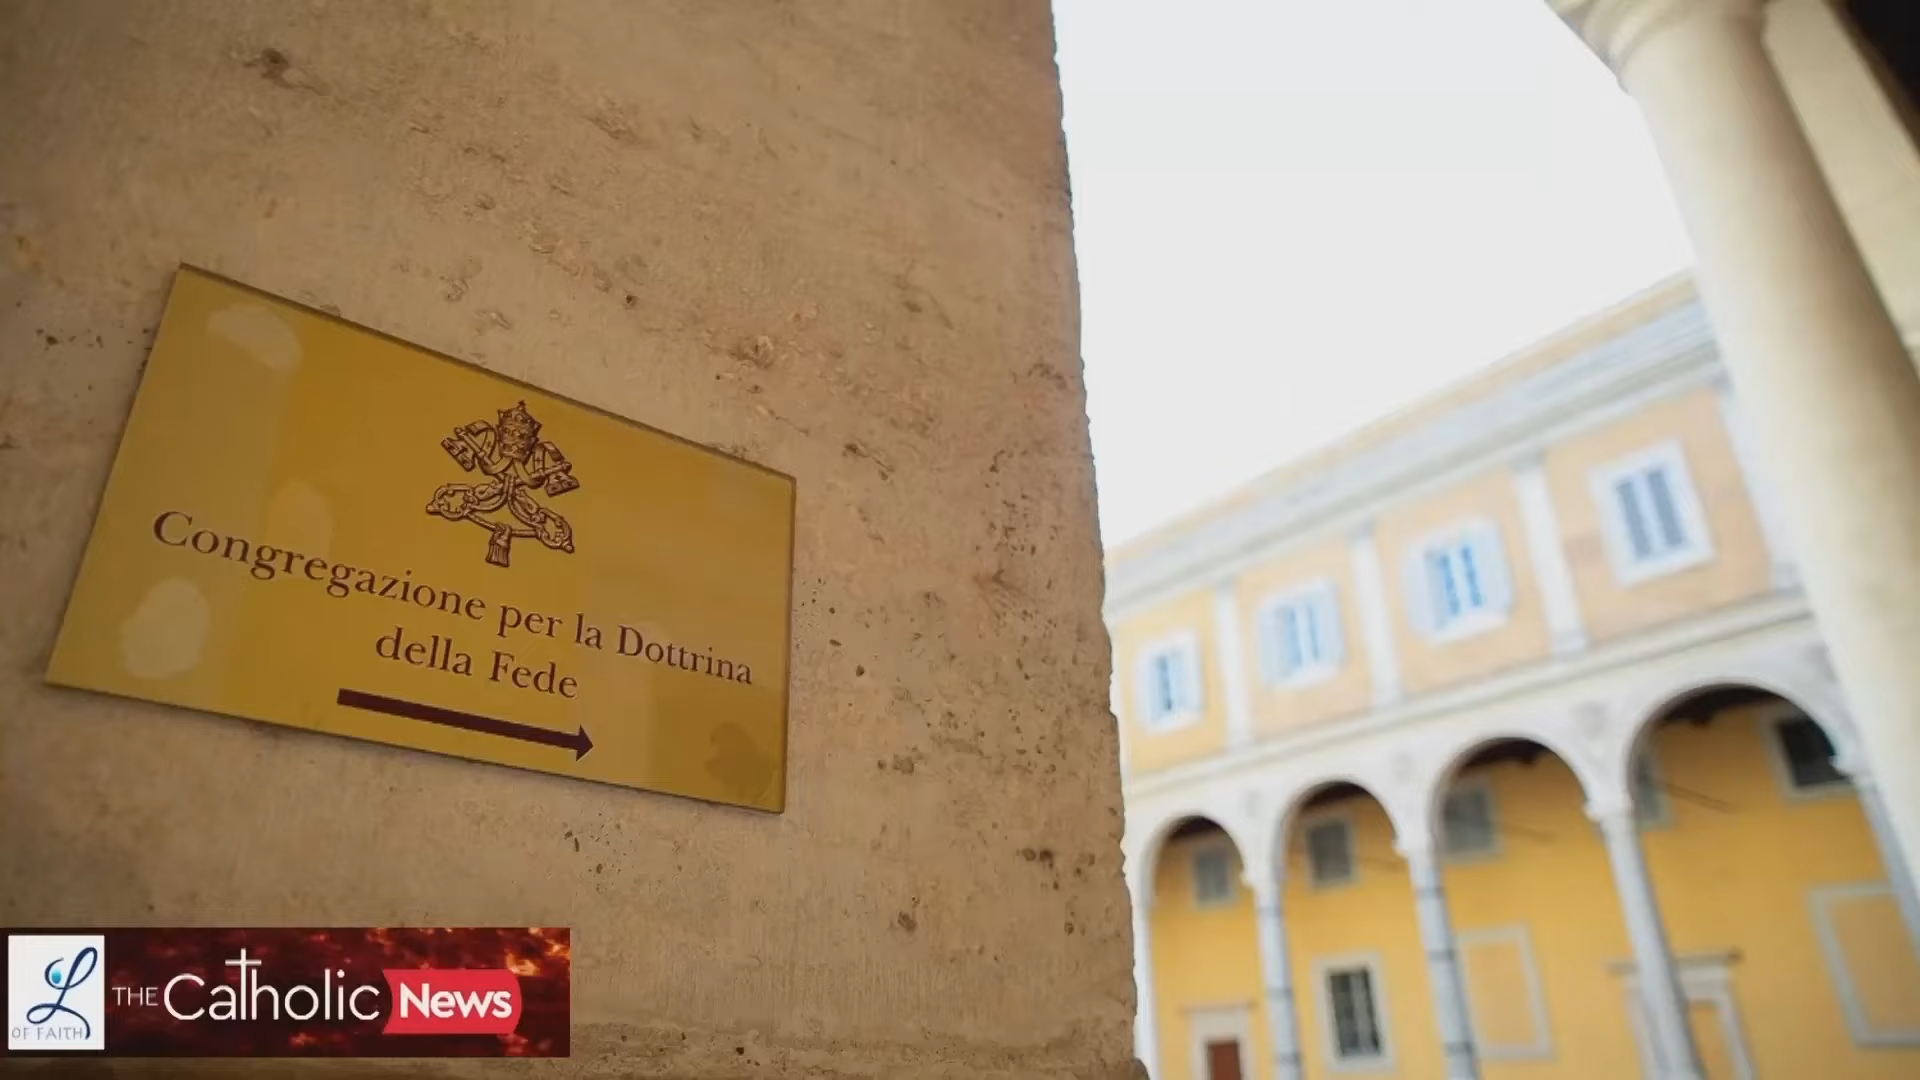 Congregazione per la Dottrina
della Fede
L
OF FAITH
THE Catholic News